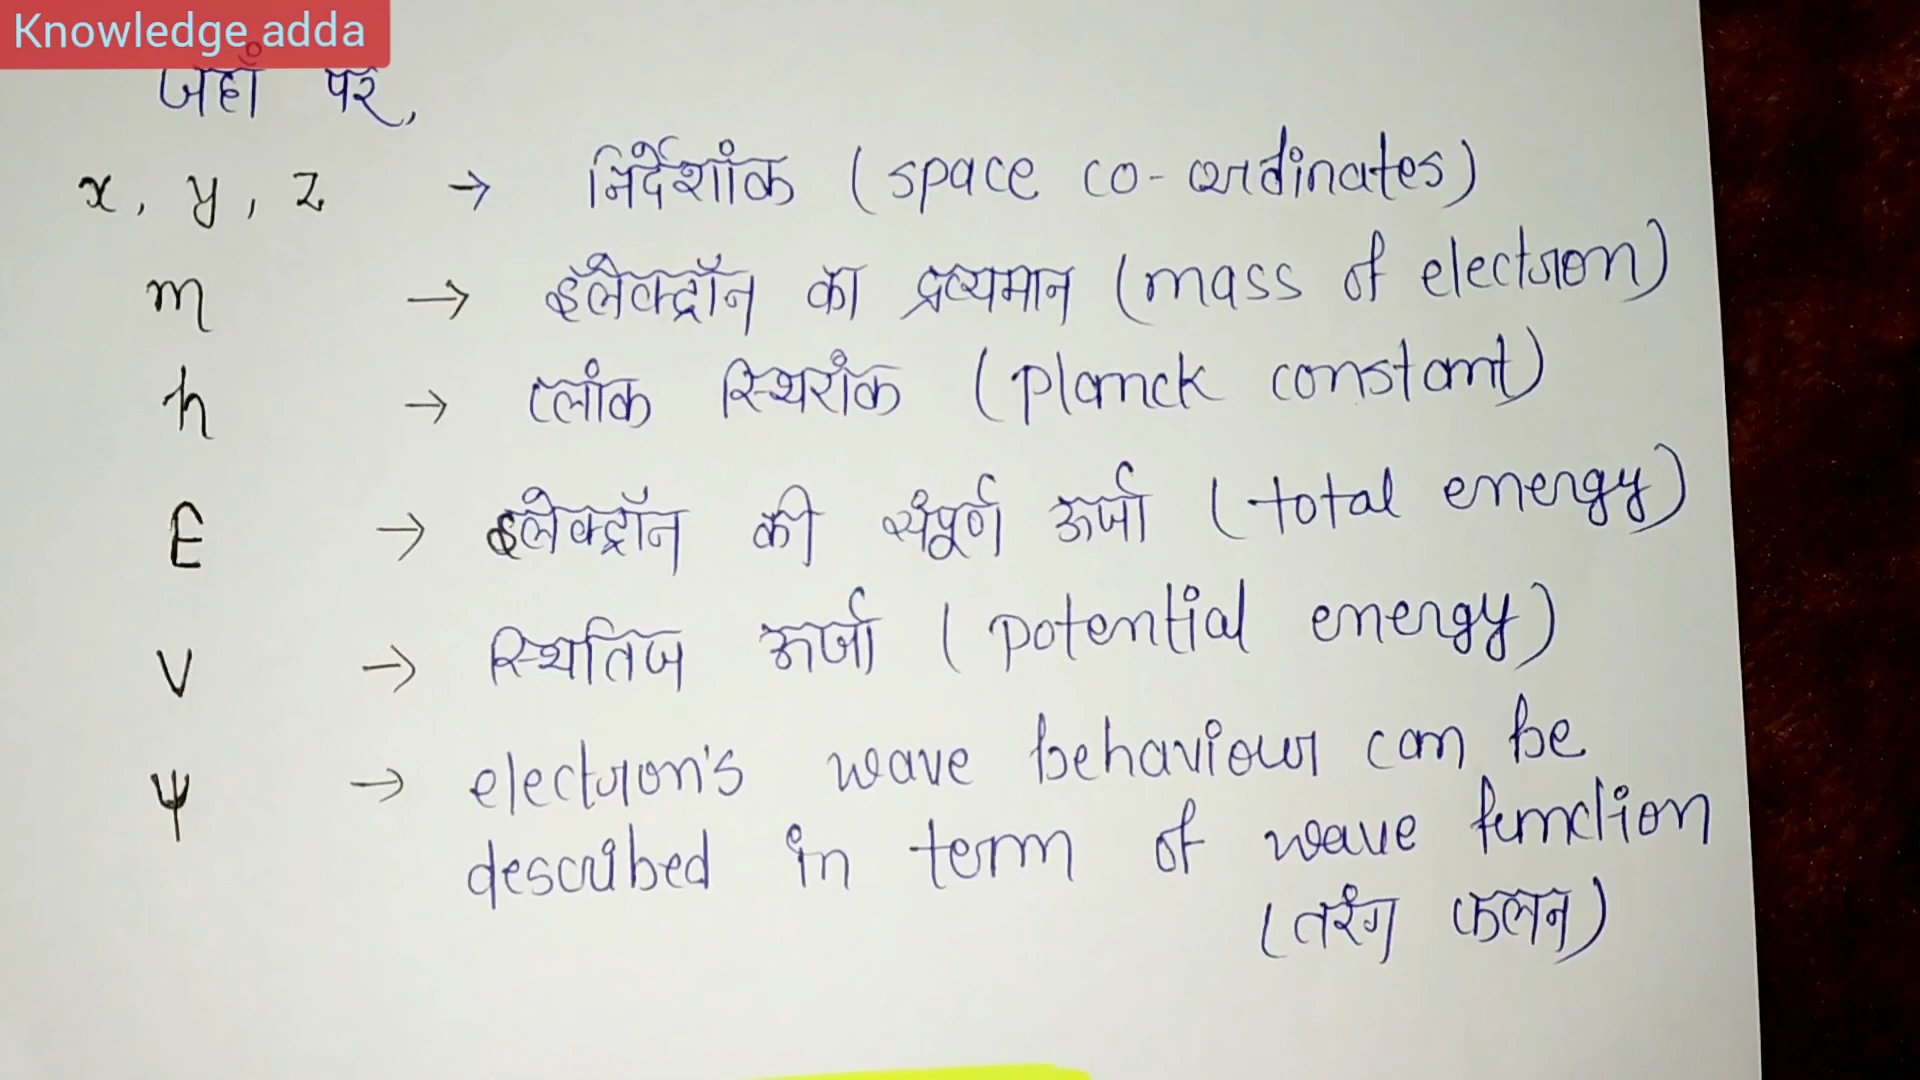 Knowledge adda
जहाँ पर,
x, y, z → निर्देशांक (space co-ordinates)
m → इलेक्ट्रॉन का द्रव्यमान (mass of electron)
h → प्लांक स्थिरांक (planck constant)
E → इलेक्ट्रॉन की संपूर्ण ऊर्जा (total energy)
V → स्थितिज ऊर्जा (potential energy)
Ψ → electron's wave behaviour can be
described in term of wave function
(तरंग फलन)